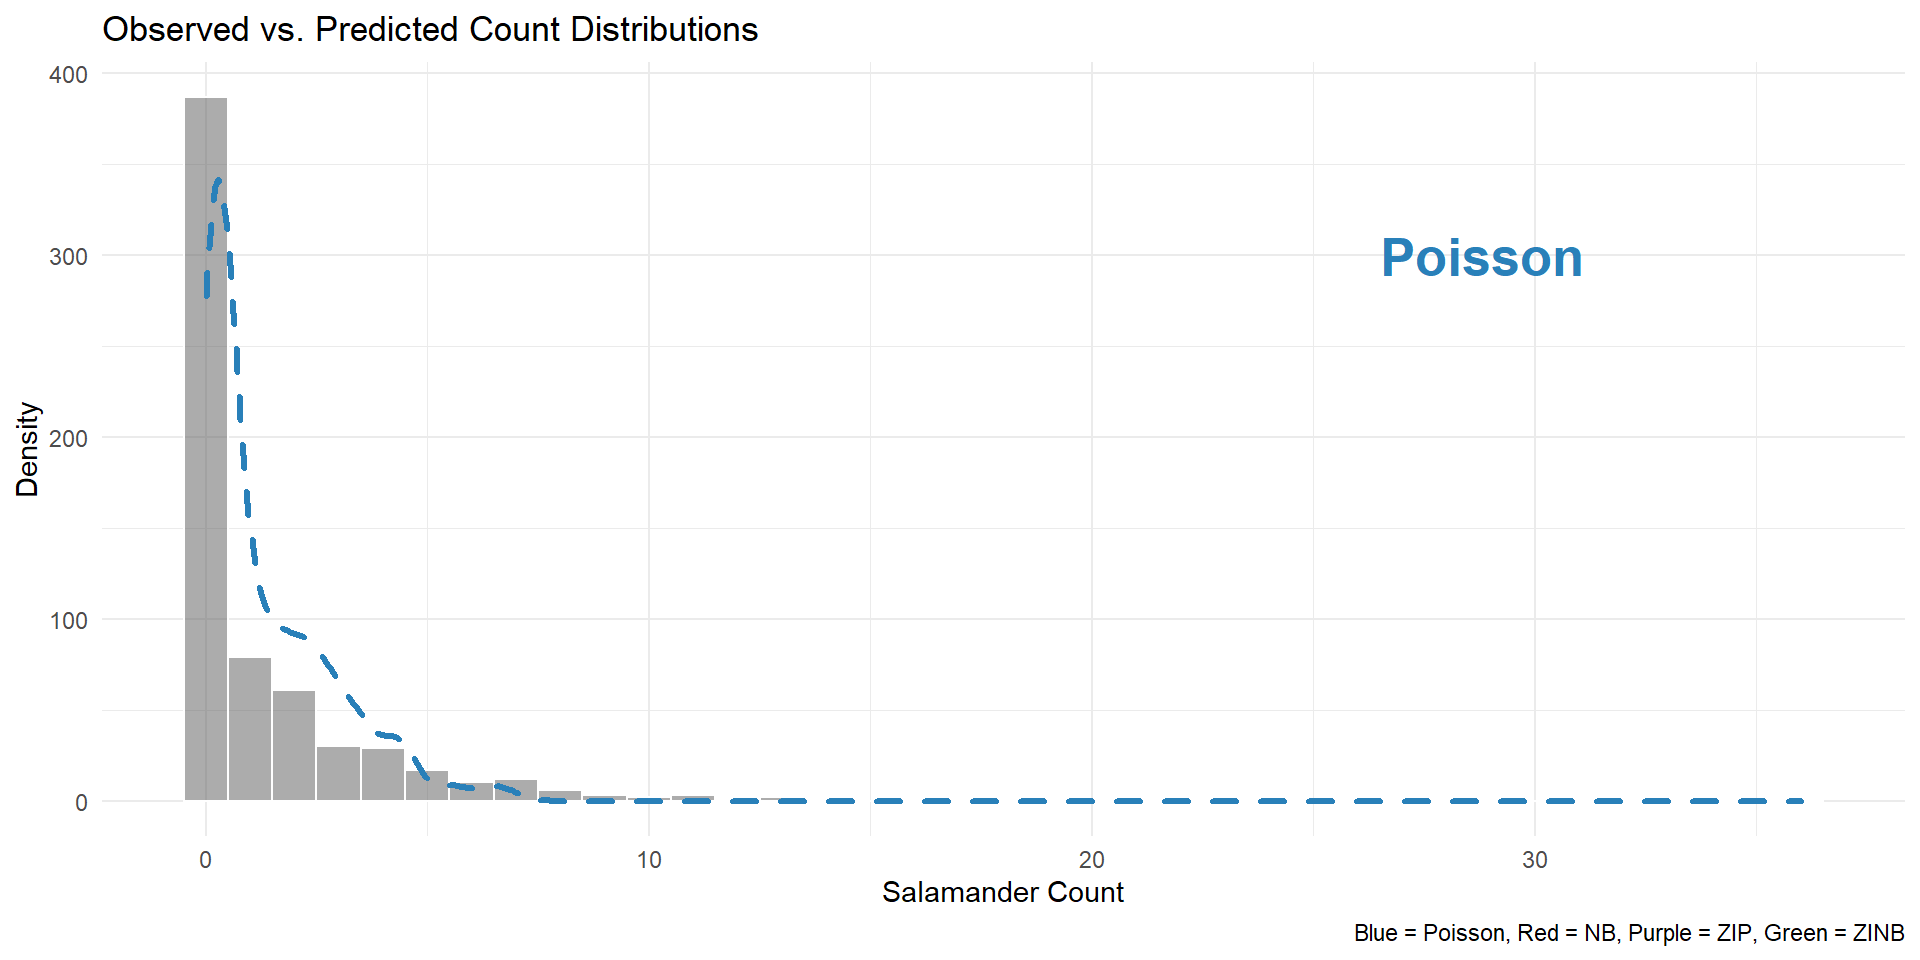 Observed vs. Predicted Count Distributions
400
300
200
100
0
Density
Poisson
0 10 20 30
Salamander Count
Blue = Poisson, Red = NB, Purple = ZIP, Green = ZINB